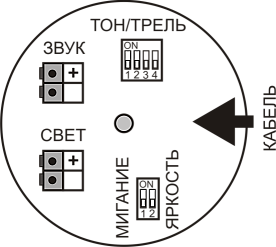 ТОН/ТРЕЛЬ
ЗВУК
ON
1 2 3 4
+
КАБЕЛЬ
СВЕТ
+
МИГАНИЕ
ON
1 2
ЯРКОСТЬ